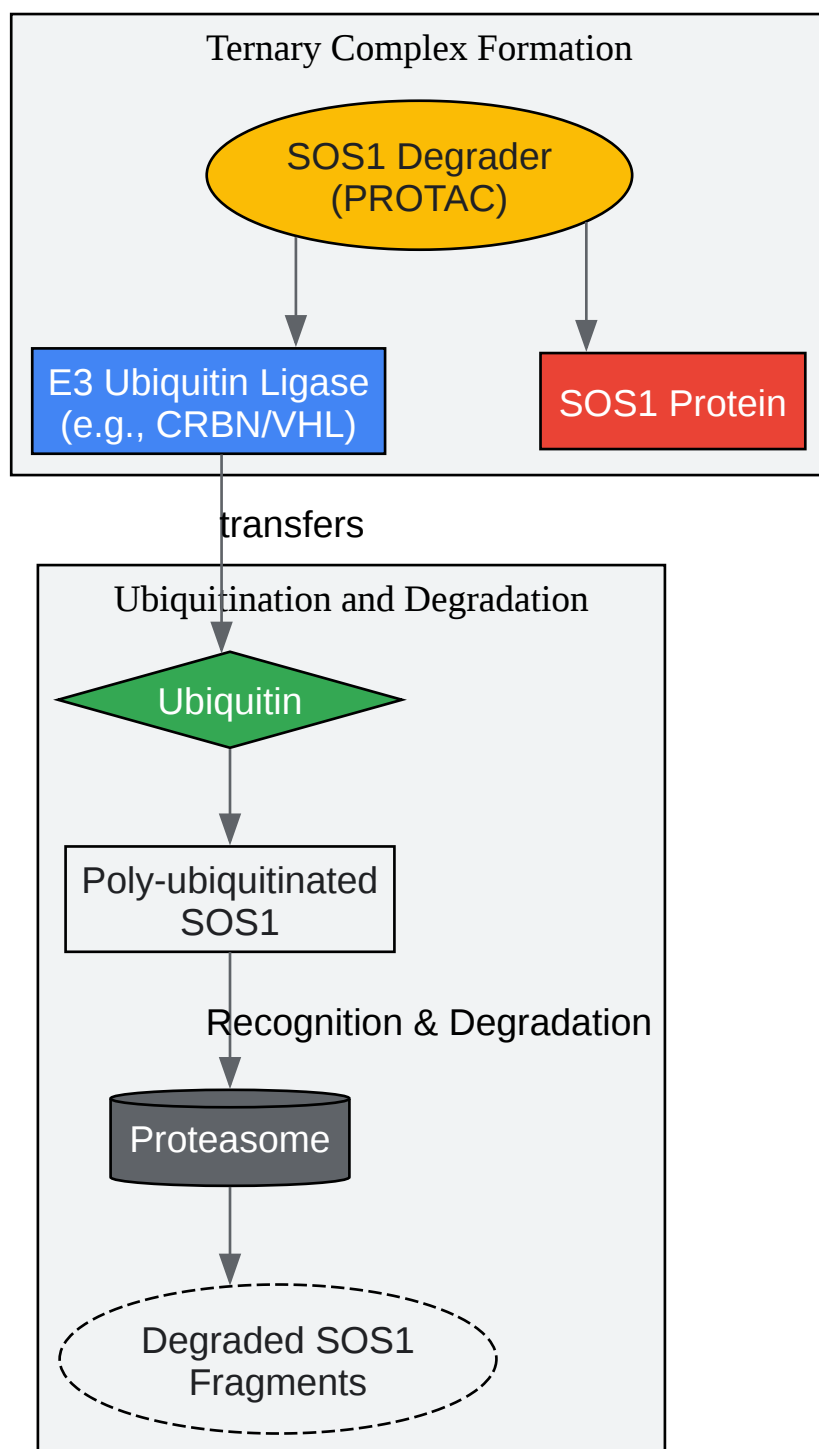 Ternary Complex Formation
SOS1 Degrader
(PROTAC)
E3 Ubiquitin Ligase
(e.g., CRBN/VHL)
SOS1 Protein
transfers
Ubiquitination and Degradation
Ubiquitin
Poly-ubiquitinated
SOS1
Recognition & Degradation
Proteasome
Degraded SOS1
Fragments